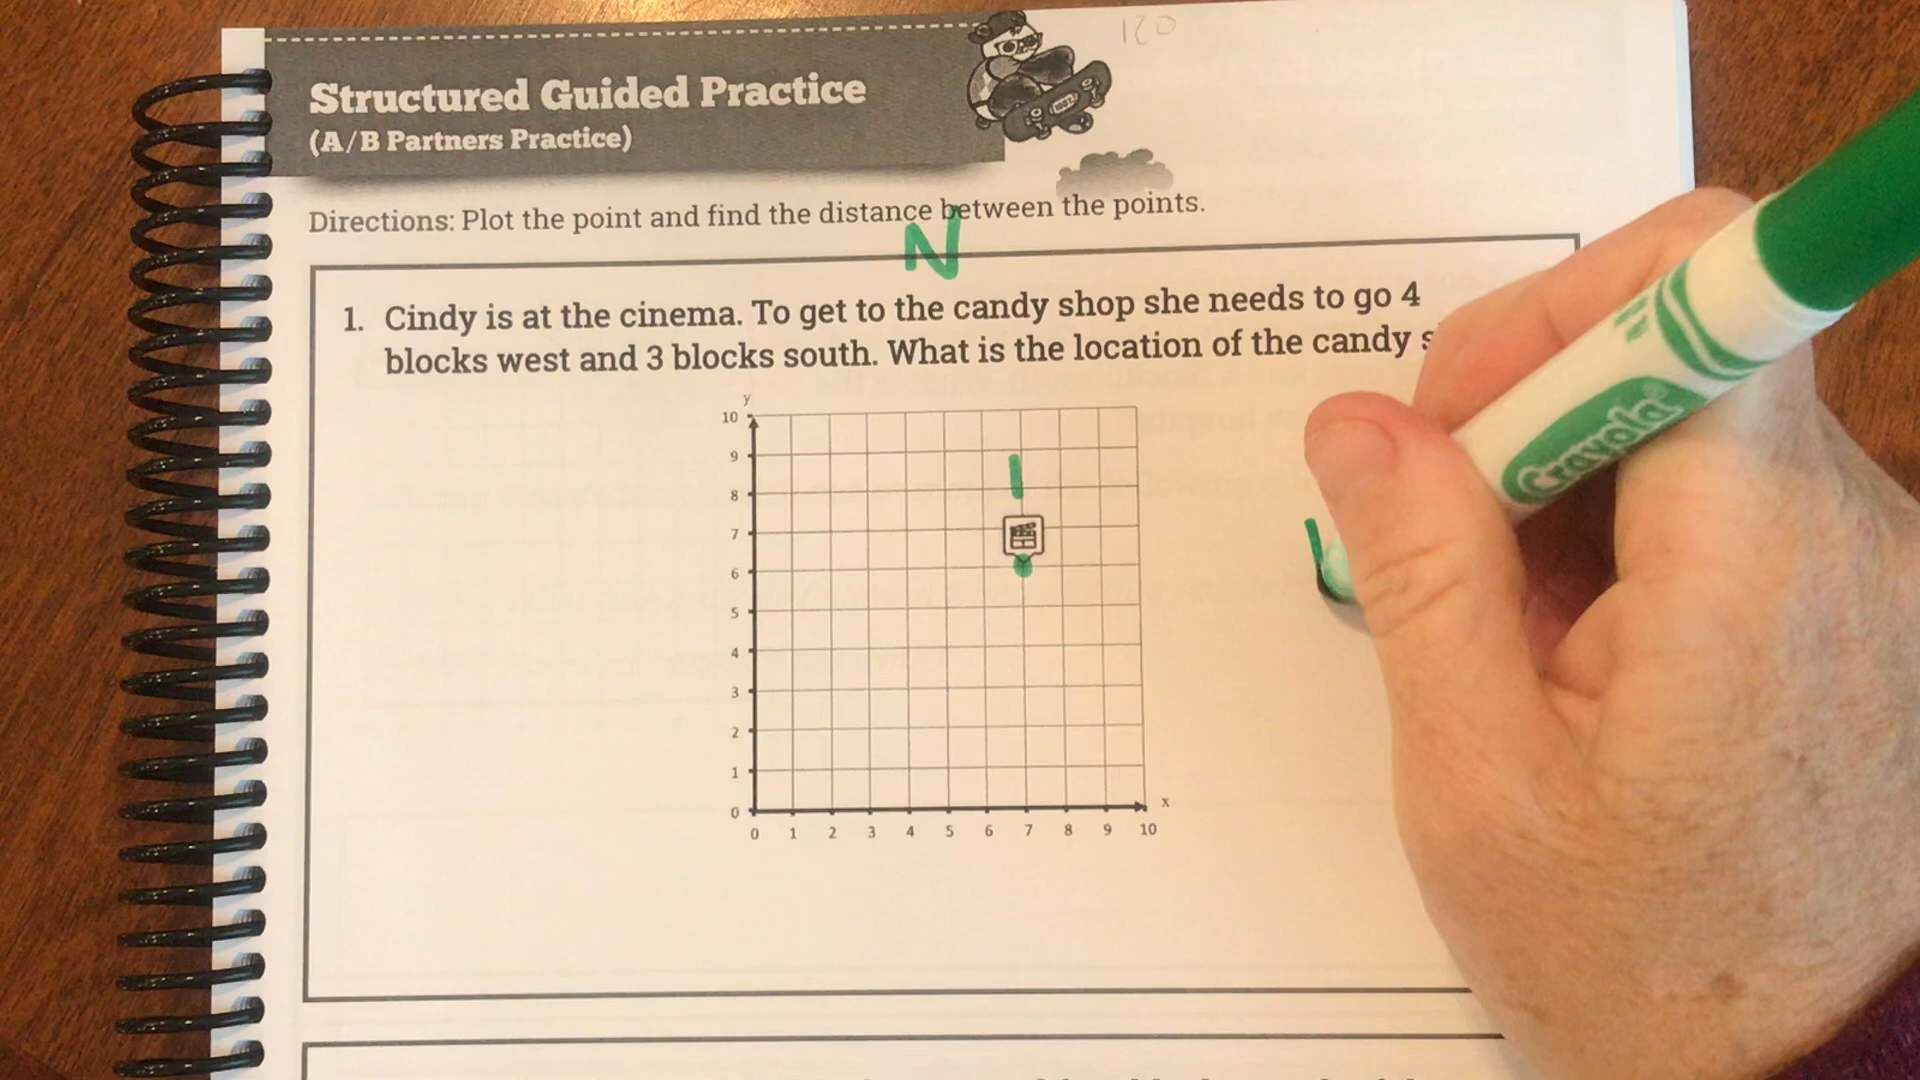 120
Structured Guided Practice
(A/B Partners Practice)
Directions: Plot the point and find the distance between the points.
N
1. Cindy is at the cinema. To get to the candy shop she needs to go 4
blocks west and 3 blocks south. What is the location of the candy s
y
10
9
8
7
6
5
4
3
2
1
0
x
0 1 2 3 4 5 6 7 8 9 10
Crayola